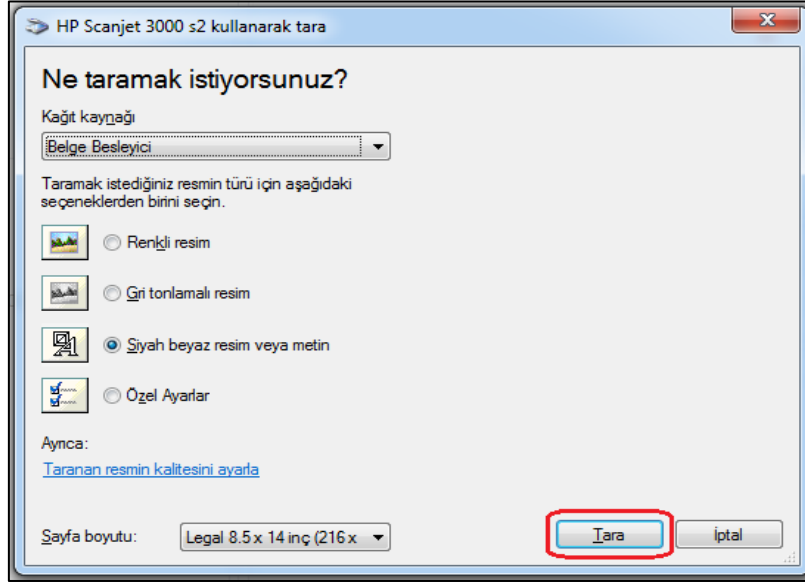 HP Scanjet 3000 s2 kullanarak tara
Ne taramak istiyorsunuz?
Kağıt kaynağı
Belge Besleyici
Taramak istediğiniz resmin türü için aşağıdaki
seçeneklerden birini seçin.
Renkli resim
Gri tonlamalı resim
Siyah beyaz resim veya metin
Özel Ayarlar
Ayrıca:
Taranan resmin kalitesini ayarla
Sayfa boyutu: Legal 8.5 x 14 inç (216 x Tara İptal